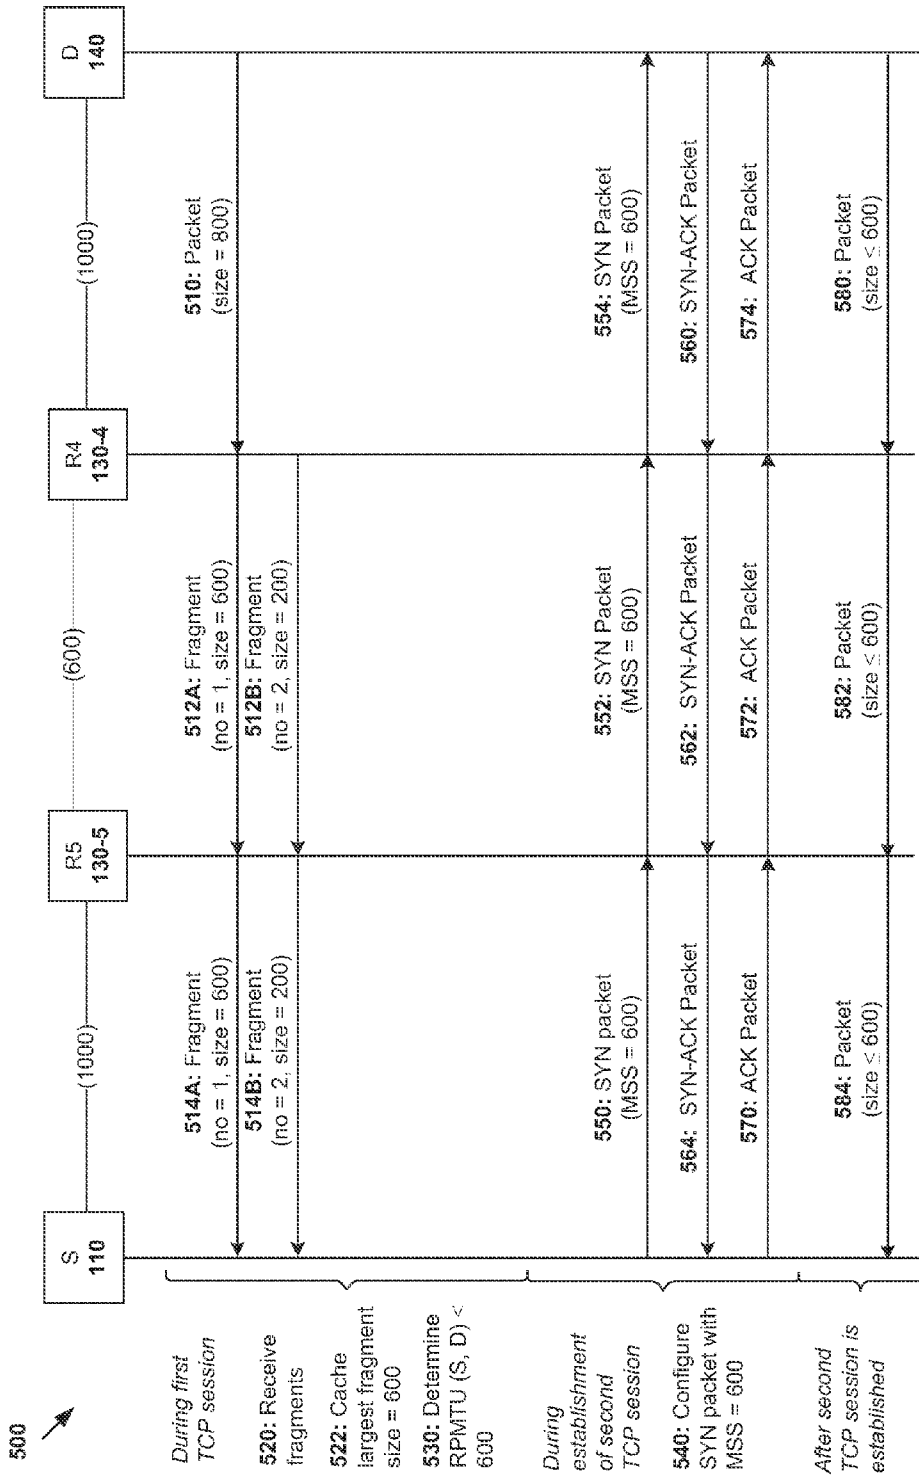 500
S
110
(1000)
R5
130-5
(600)
R4
130-4
(1000)
D
140
During first
TCP session
520: Receive
fragments
522: Cache
largest fragment
size = 600
530: Determine
RPMTU (S, D) <
600
514A: Fragment
(no = 1, size = 600)
514B: Fragment
(no = 2, size = 200)
512A: Fragment
(no = 1, size = 600)
512B: Fragment
(no = 2, size = 200)
510: Packet
(size = 800)
During
establishment
of second
TCP session
540: Configure
SYN packet with
MSS = 600
550: SYN packet
(MSS = 600)
552: SYN Packet
(MSS = 600)
554: SYN Packet
(MSS = 600)
564: SYN-ACK Packet
562: SYN-ACK Packet
560: SYN-ACK Packet
570: ACK Packet
572: ACK Packet
574: ACK Packet
After second
TCP session is
established
584: Packet
(size ≤ 600)
582: Packet
(size ≤ 600)
580: Packet
(size ≤ 600)